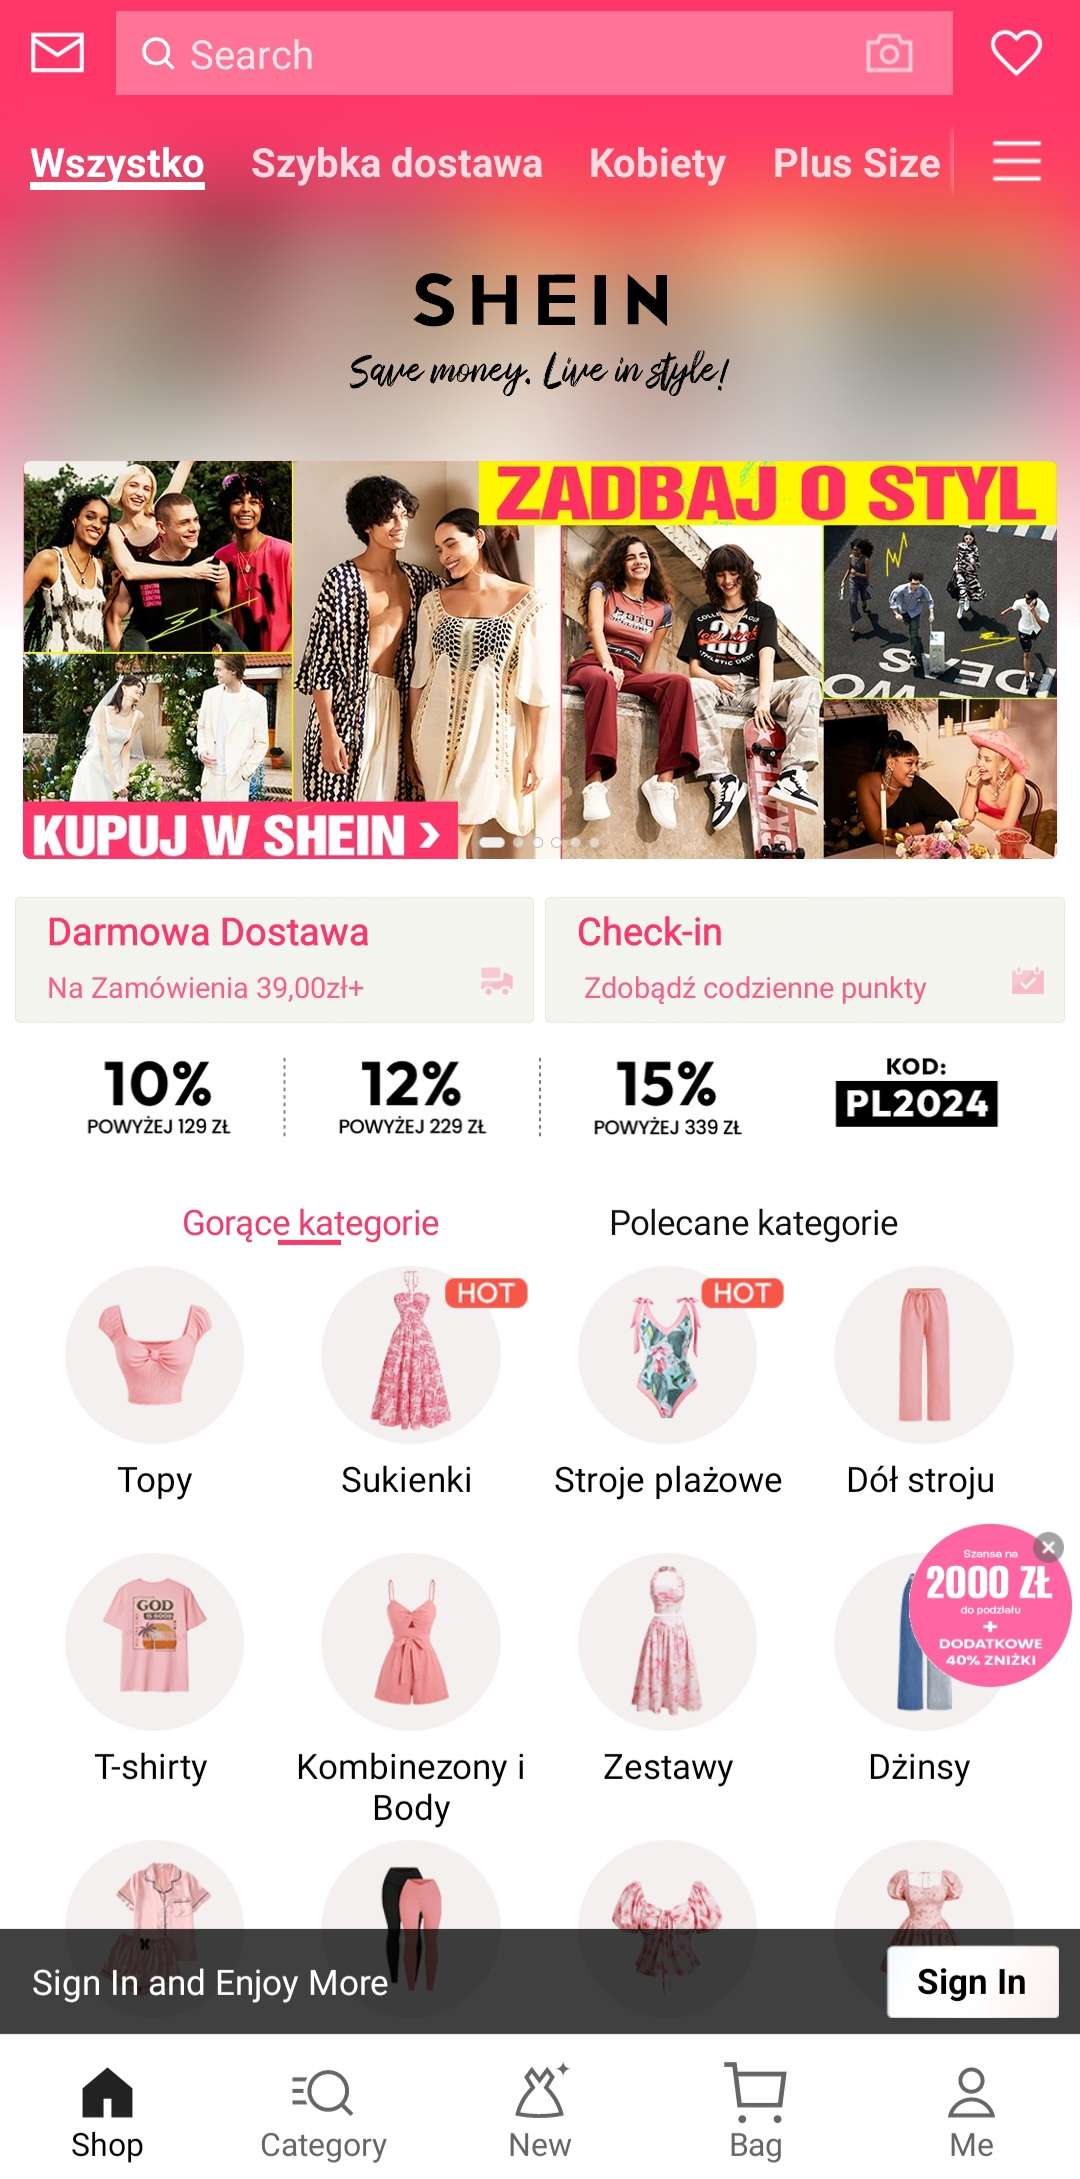 Search
Wszystko
Szybka dostawa
Kobiety
Plus Size
SHEIN
Save money. Live in style!
ZADBAJ O STYL
KUPUJ W SHEIN ›
Darmowa Dostawa
Na Zamówienia 39,00zł+
Check-in
Zdobądź codzienne punkty
10%
POWYŻEJ 129 ZŁ
12%
POWYŻEJ 229 ZŁ
15%
POWYŻEJ 339 ZŁ
KOD:
PL2024
Gorące kategorie
Polecane kategorie
HOT
HOT
Topy
Sukienki
Stroje plażowe
Dół stroju
GOD
IS GOOD
Szansa na
2000 ZŁ
do podziału
+
DODATKOWE
40% ZNIŻKI
T-shirty
Kombinezony i
Body
Zestawy
Dżinsy
Sign In and Enjoy More
Sign In
Shop
Category
New
Bag
Me